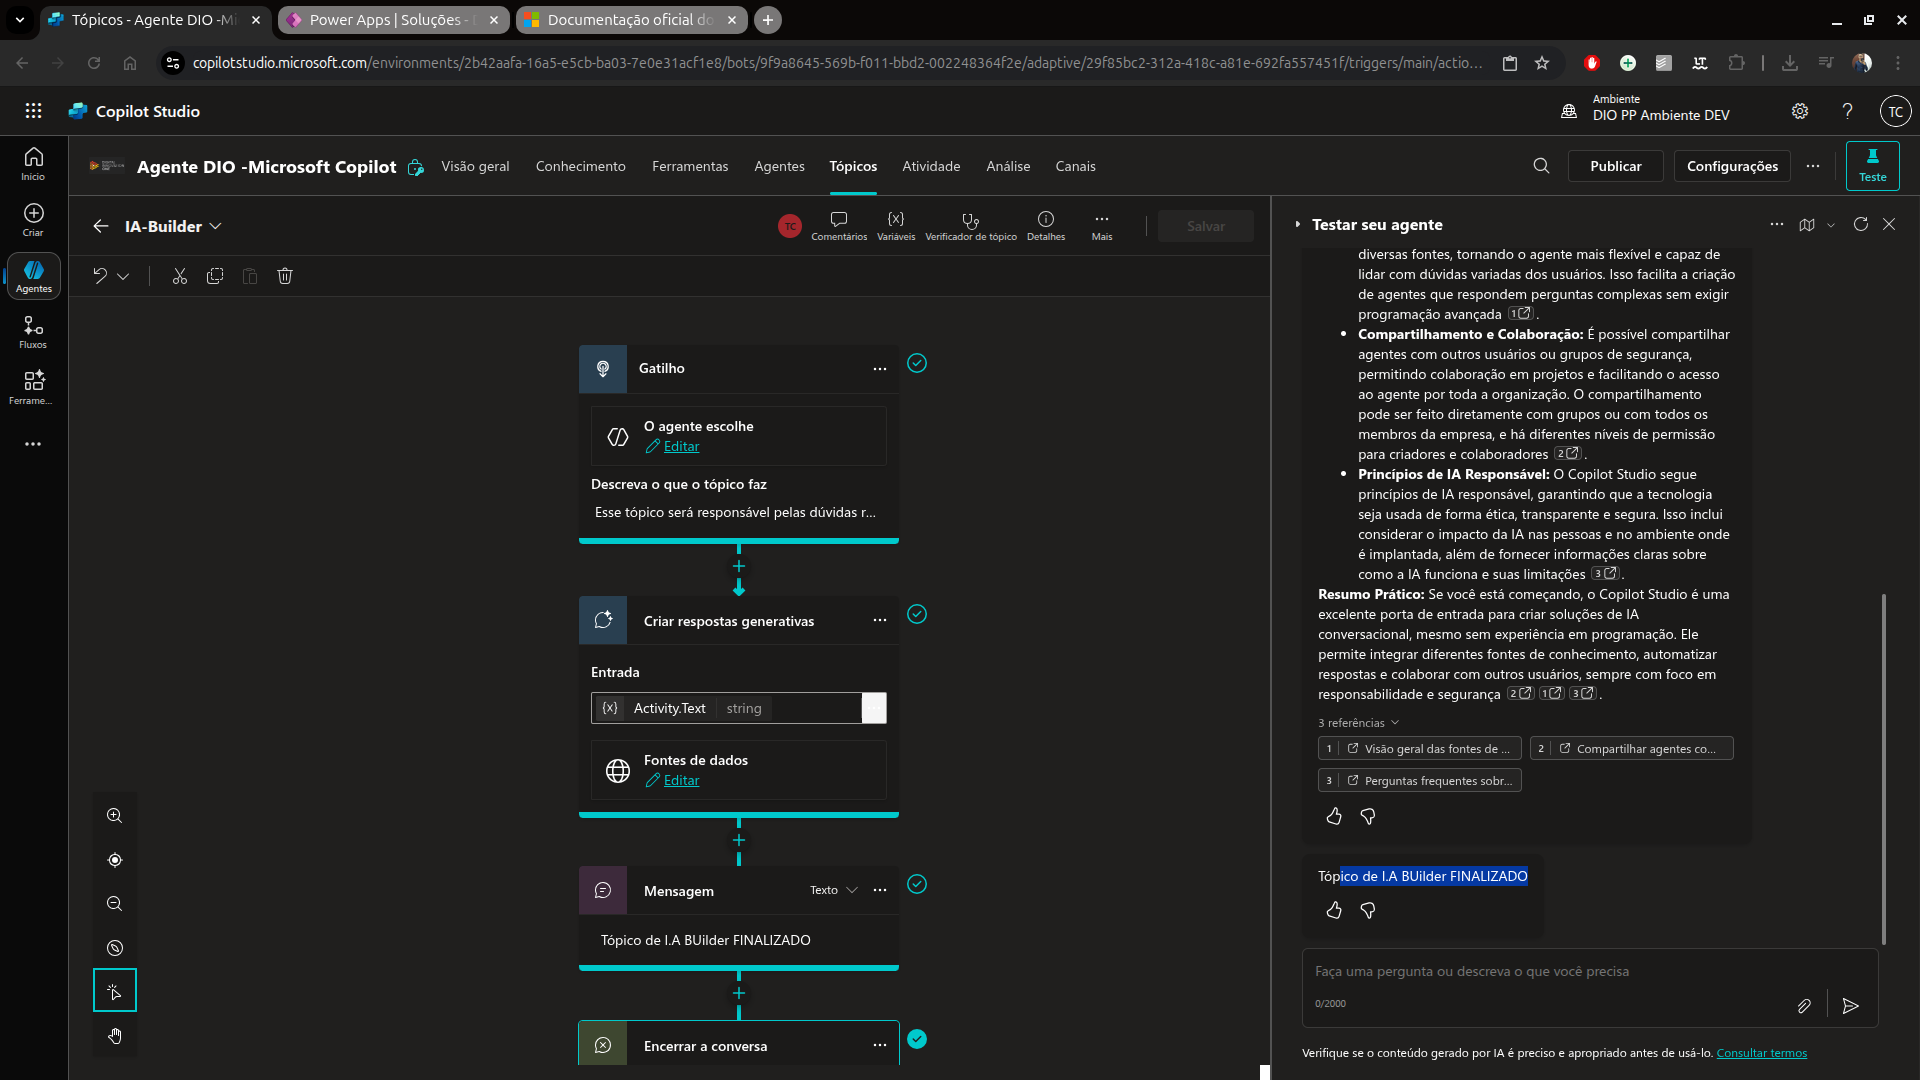 Tópicos - Agente DIO -Mi
Power Apps | Soluções -
Documentação oficial do
copilotstudio.microsoft.com/environments/2b42aafa-16a5-e5cb-ba03-7e0e31acf1e8/bots/9f9a8645-569b-f011-bbd2-002248364f2e/adaptive/29f85bc2-312a-418c-a81e-692fa557451f/triggers/main/actio...
Copilot Studio
Ambiente
DIO PP Ambiente DEV
TC
Início
Criar
Agentes
Fluxos
Ferrame...
Agente DIO -Microsoft Copilot
Visão geral
Conhecimento
Ferramentas
Agentes
Tópicos
Atividade
Análise
Canais
Publicar
Configurações
Teste
IA-Builder
TC
Comentários
Variáveis
Verificador de tópico
Detalhes
Mais
Salvar
Gatilho
O agente escolhe
Editar
Descreva o que o tópico faz
Esse tópico será responsável pelas dúvidas r...
Criar respostas generativas
Entrada
{x} Activity.Text string
Fontes de dados
Editar
Mensagem
Texto
Tópico de I.A BUilder FINALIZADO
Encerrar a conversa
Testar seu agente
diversas fontes, tornando o agente mais flexível e capaz de
lidar com dúvidas variadas dos usuários. Isso facilita a criação
de agentes que respondem perguntas complexas sem exigir
programação avançada 1 .
• Compartilhamento e Colaboração: É possível compartilhar
agentes com outros usuários ou grupos de segurança,
permitindo colaboração em projetos e facilitando o acesso
ao agente por toda a organização. O compartilhamento
pode ser feito diretamente com grupos ou com todos os
membros da empresa, e há diferentes níveis de permissão
para criadores e colaboradores 2 .
• Princípios de IA Responsável: O Copilot Studio segue
princípios de IA responsável, garantindo que a tecnologia
seja usada de forma ética, transparente e segura. Isso inclui
considerar o impacto da IA nas pessoas e no ambiente onde
é implantada, além de fornecer informações claras sobre
como a IA funciona e suas limitações 3 .
Resumo Prático: Se você está começando, o Copilot Studio é uma
excelente porta de entrada para criar soluções de IA
conversacional, mesmo sem experiência em programação. Ele
permite integrar diferentes fontes de conhecimento, automatizar
respostas e colaborar com outros usuários, sempre com foco em
responsabilidade e segurança 2 1 3 .
3 referências
1 Visão geral das fontes de ...
2 Compartilhar agentes co...
3 Perguntas frequentes sobr...
Tópico de I.A BUilder FINALIZADO
Faça uma pergunta ou descreva o que você precisa
0/2000
Verifique se o conteúdo gerado por IA é preciso e apropriado antes de usá-lo. Consultar termos